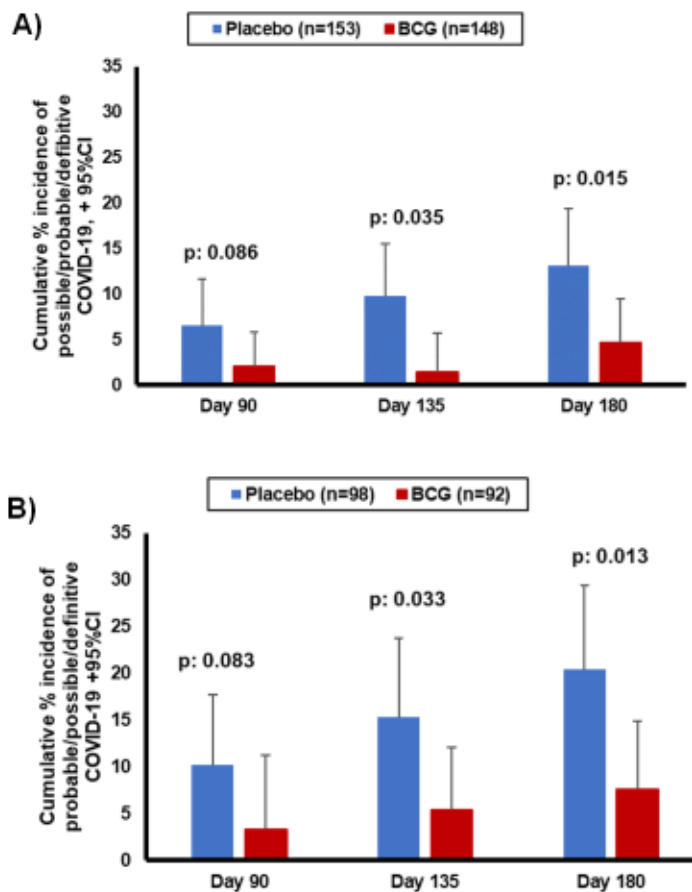 A)
Placebo (n=153) BCG (n=148)
Cumulative % incidence of
possible/probable/defibitive
COVID-19, + 95%CI
35
30
25
20
15
10
5
0
p: 0.086
p: 0.035
p: 0.015
Day 90
Day 135
Day 180
B)
Placebo (n=98) BCG (n=92)
Cumulative % incidence of
probable/possible/definitive
COVID-19 +95%CI
35
30
25
20
15
10
5
0
p: 0.083
p: 0.033
p: 0.013
Day 90
Day 135
Day 180